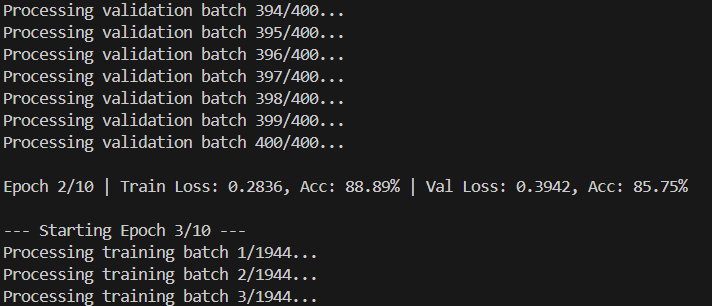 Processing validation batch 394/400...
Processing validation batch 395/400...
Processing validation batch 396/400...
Processing validation batch 397/400...
Processing validation batch 398/400...
Processing validation batch 399/400...
Processing validation batch 400/400...
Epoch 2/10 | Train Loss: 0.2836, Acc: 88.89% | Val Loss: 0.3942, Acc: 85.75%
--- Starting Epoch 3/10 ---
Processing training batch 1/1944...
Processing training batch 2/1944...
Processing training batch 3/1944...